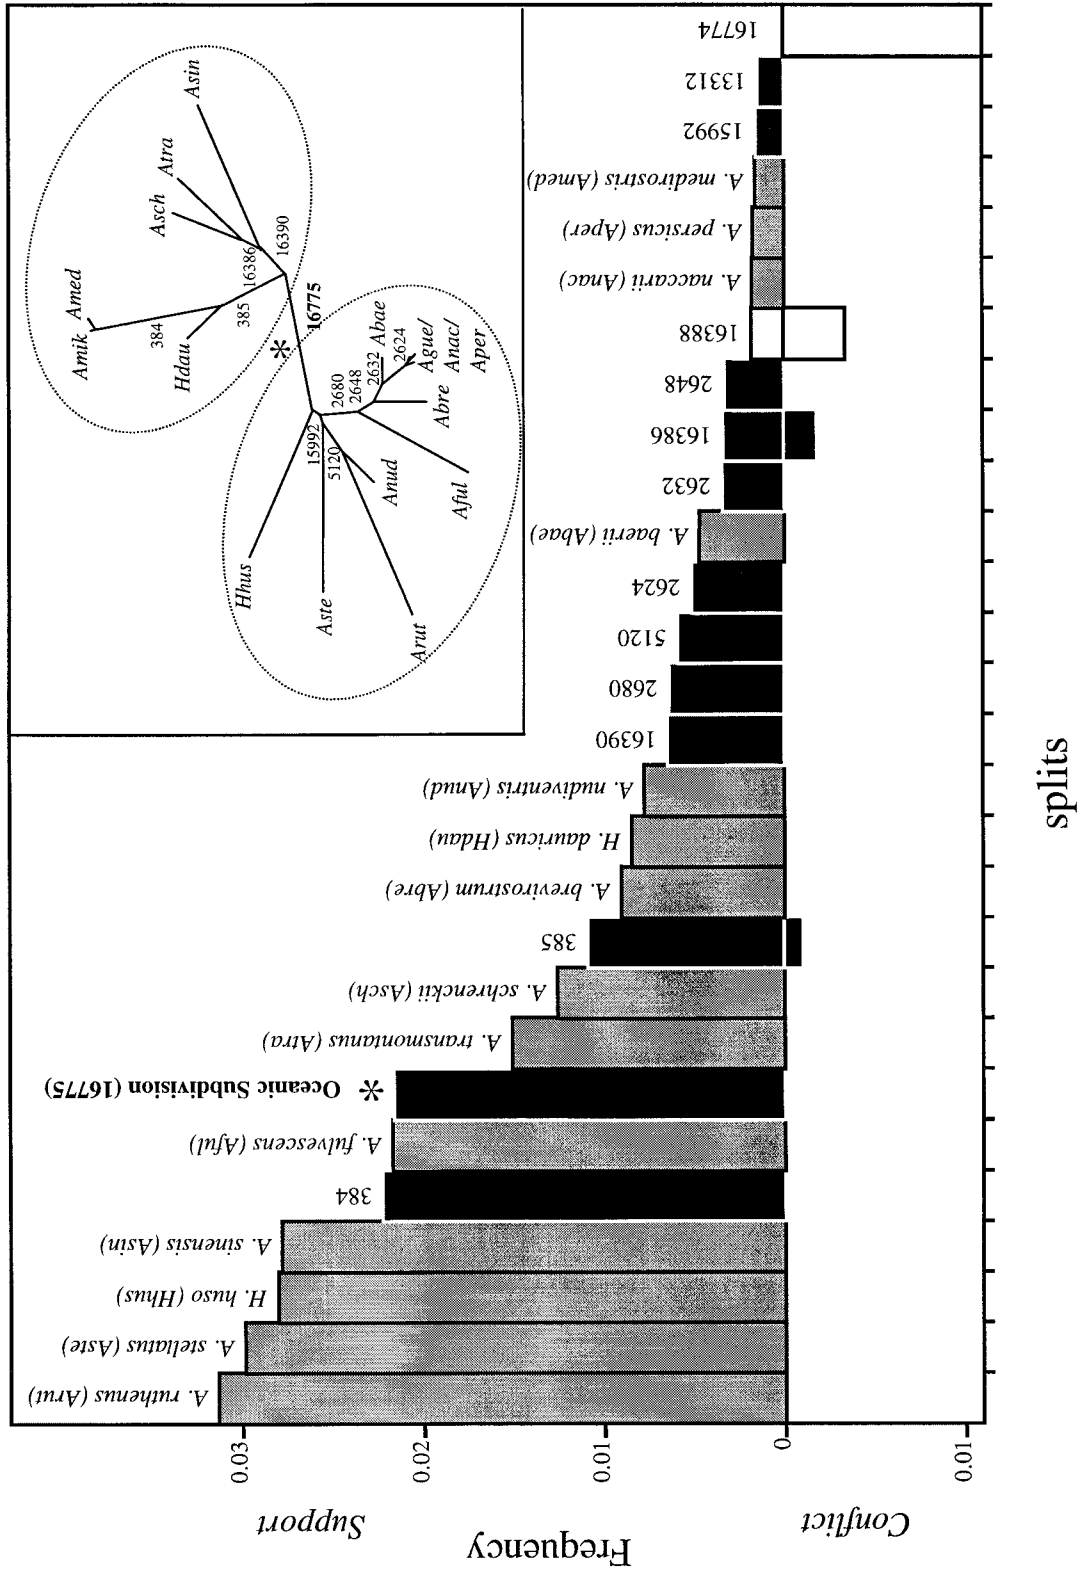 Frequency
Support
Conflict
0.03
0.02
0.01
0
0.01
splits
A. ruthenus (Arut)
A. stellatus (Aste)
H. huso (Hhus)
A. sinensis (Asin)
384
A. fulvescens (Aful)
* Oceanic Subdivision (16775)
A. transmontanus (Atra)
A. schrenckii (Asch)
385
A. brevirostrum (Abre)
H. dauricus (Hdau)
A. nudiventris (Anud)
16390
2680
5120
2624
A. baerii (Abae)
2632
16386
2648
16388
A. naccarii (Anac)
A. persicus (Aper)
A. medirostris (Amed)
15992
13312
16774
Asin
Atra
Asch
Amed
Amik
Hdau
384
385
16386
16390
16775
*
Abae
Ague/
Anac/
Aper
Abre
2624
2632
2648
2680
15992
5120
Anud
Aful
Hhus
Aste
Arut